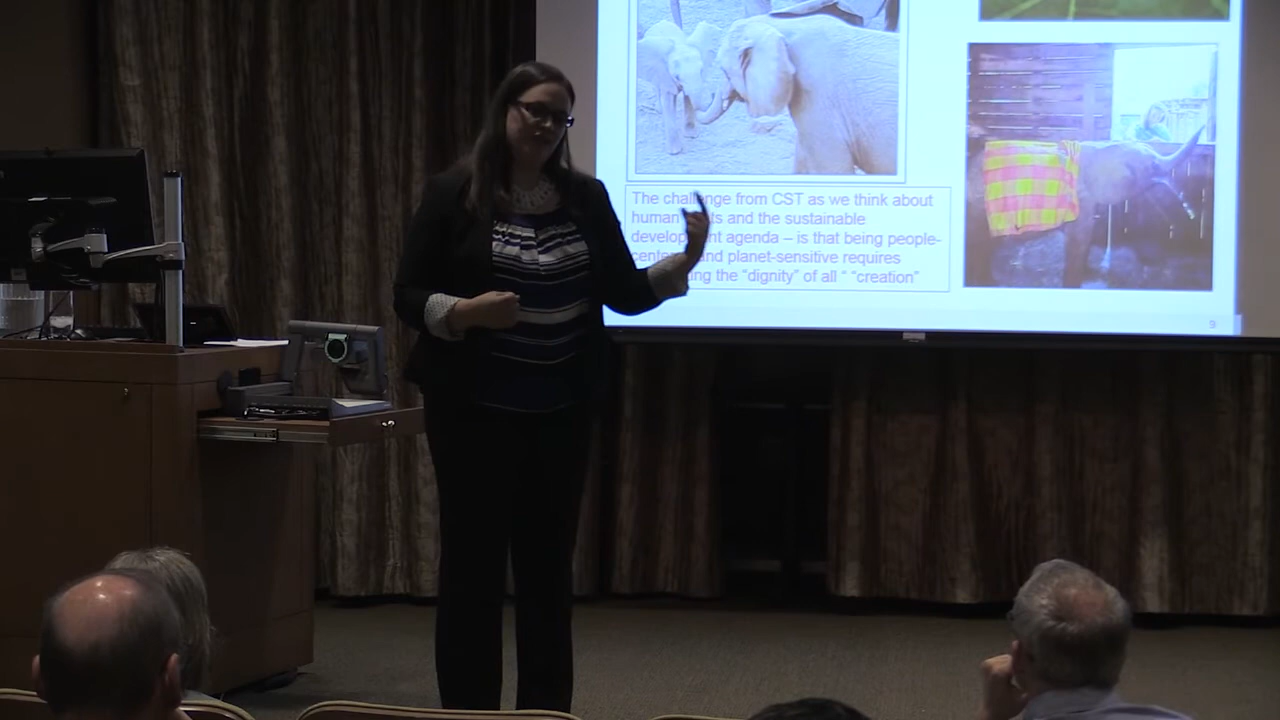 The challenge from CST as we think about
human and the sustainable
agenda – is that being people-
and planet-sensitive requires
the “dignity” of all “ “creation”
9